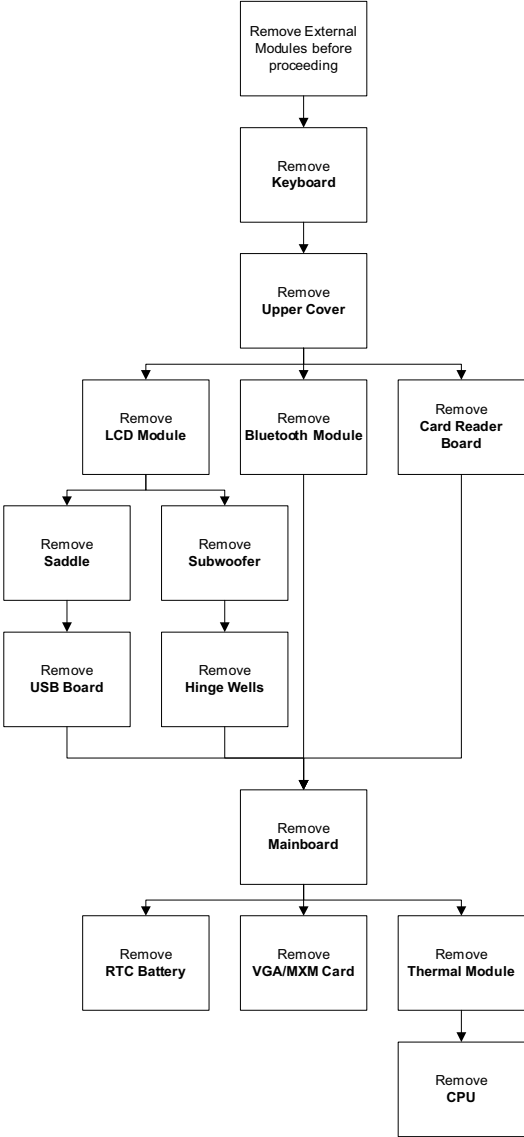 Remove External
Modules before
proceeding
Remove
Keyboard
Remove
Upper Cover
Remove
LCD Module
Remove
Bluetooth Module
Remove
Card Reader
Board
Remove
Saddle
Remove
Subwoofer
Remove
USB Board
Remove
Hinge Wells
Remove
Mainboard
Remove
RTC Battery
Remove
VGA/MXM Card
Remove
Thermal Module
Remove
CPU